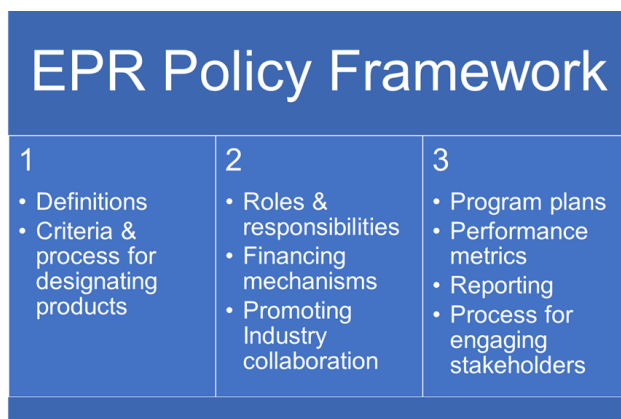 EPR Policy Framework
1
• Definitions
• Criteria &
process for
designating
products
2
• Roles &
responsibilities
• Financing
mechanisms
• Promoting
Industry
collaboration
3
• Program plans
• Performance
metrics
• Reporting
• Process for
engaging
stakeholders